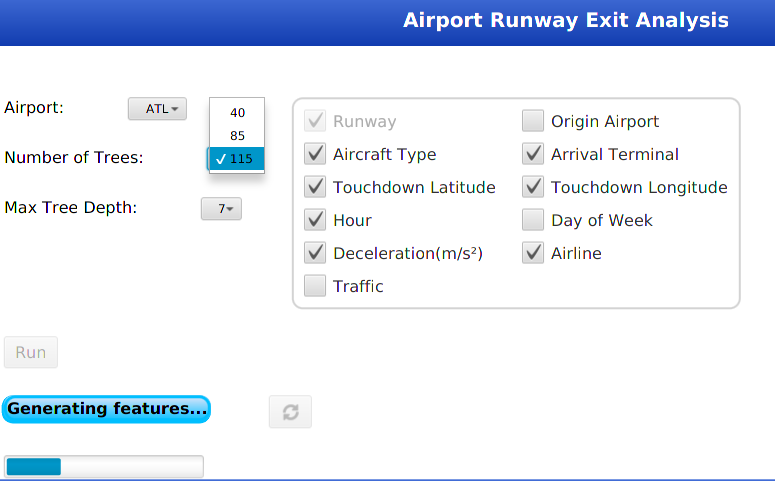 Airport Runway Exit Analysis
Airport:
ATL
40
85
115
Number of Trees:
Max Tree Depth:
7
Runway
Origin Airport
Aircraft Type
Arrival Terminal
Touchdown Latitude
Touchdown Longitude
Hour
Day of Week
Deceleration(m/s²)
Airline
Traffic
Run
Generating features...